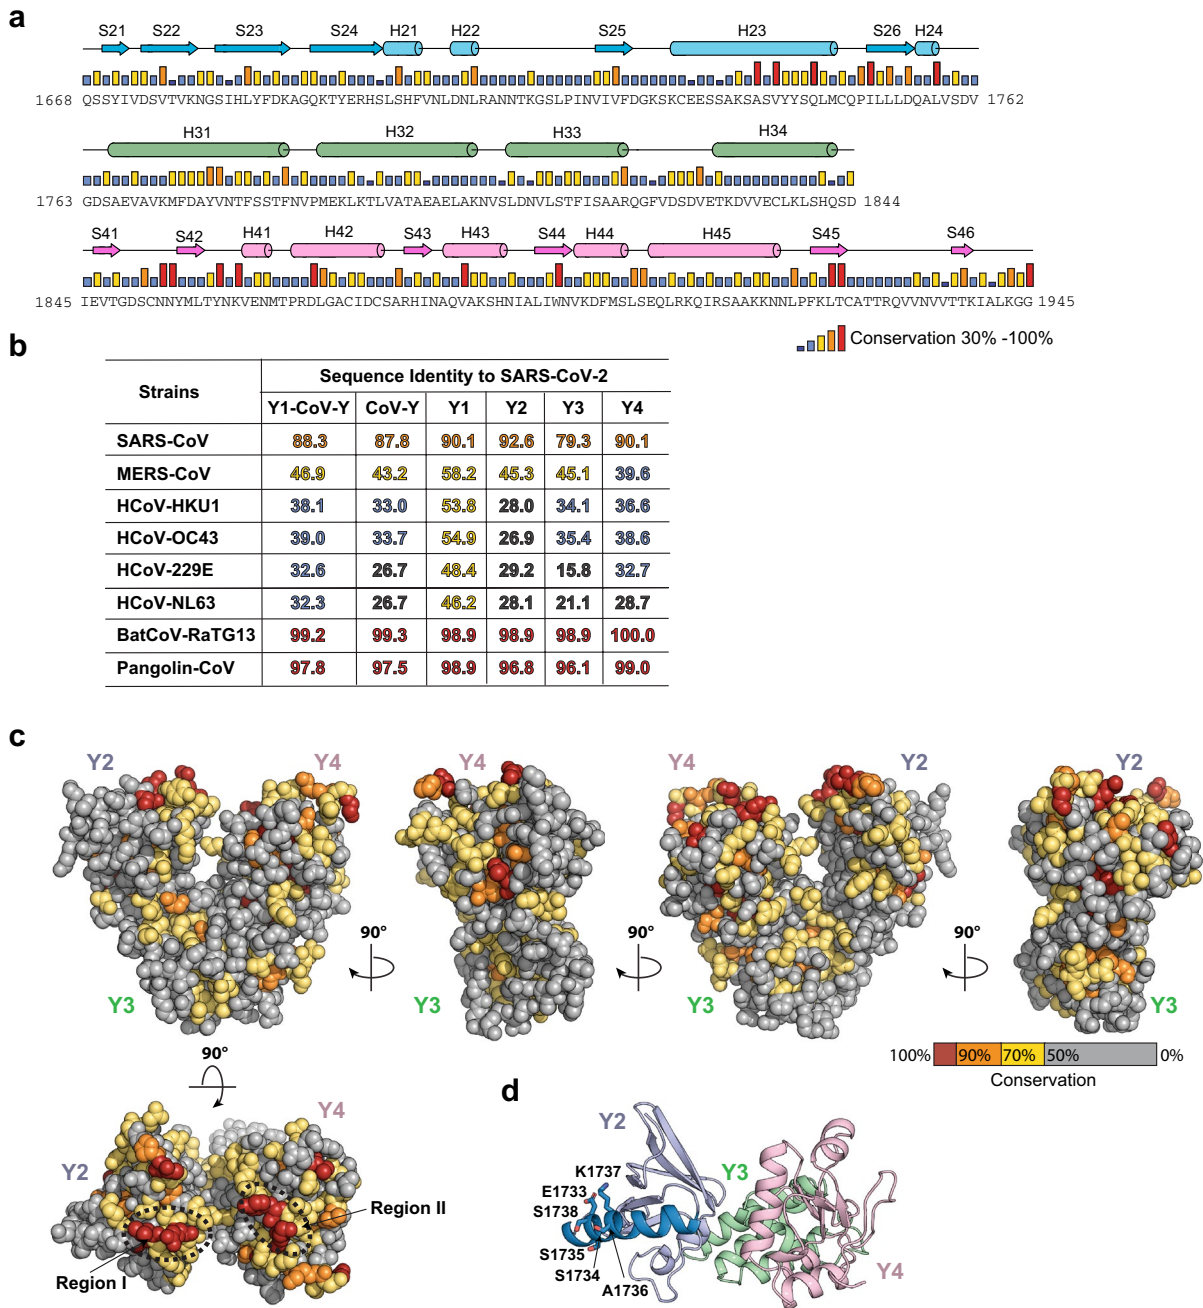 a
S21 S22 S23 S24 H21 H22 S25 H23 S26 H24
1668 QSSYIVDSVTVKNGSIHLYFDKAGQKTYERHSLSHFVNLDNLRANNTKGSLPINVIVFDGKSKCEESSAKSASVYYSQLMCQPILLLDQALVSDV 1762
H31 H32 H33 H34
1763 GDSAEVAVKMFDAYVNTFSSTFNVPMEKLKTLVATAEAELAKNVSLDNVLSTFISAARQGFVDSDVETKDVVECLKLSHQSD 1844
S41 S42 H41 H42 S43 H43 S44 H44 H45 S45 S46
1845 IEVTGDSCNNYMLTYNKVENMTPRDLGACIDCSARHINAQVAKSHNIALIWNVKDFMSLSEQLRKQIRSAAKKNNLPFKLTCATTRQVVNVVTTKIALKGG 1945
Conservation 30% -100%
b
Strains Sequence Identity to SARS-CoV-2
Y1-CoV-Y CoV-Y Y1 Y2 Y3 Y4
SARS-CoV 88.3 87.8 90.1 92.6 79.3 90.1
MERS-CoV 46.9 43.2 58.2 45.3 45.1 39.6
HCoV-HKU1 38.1 33.0 53.8 28.0 34.1 36.6
HCoV-OC43 39.0 33.7 54.9 26.9 35.4 38.6
HCoV-229E 32.6 26.7 48.4 29.2 15.8 32.7
HCoV-NL63 32.3 26.7 46.2 28.1 21.1 28.7
BatCoV-RaTG13 99.2 99.3 98.9 98.9 98.9 100.0
Pangolin-CoV 97.8 97.5 98.9 96.8 96.1 99.0
c
Y2 Y4 Y4 Y4 Y2 Y2
90° 90° 90°
Y3 Y3 Y3 Y3
100% 90% 70% 50% 0%
Conservation
90°
Y2 Y4
Region II
Region I
d
Y2
Y3
K1737
E1733
S1738
S1735
S1734
A1736
Y4